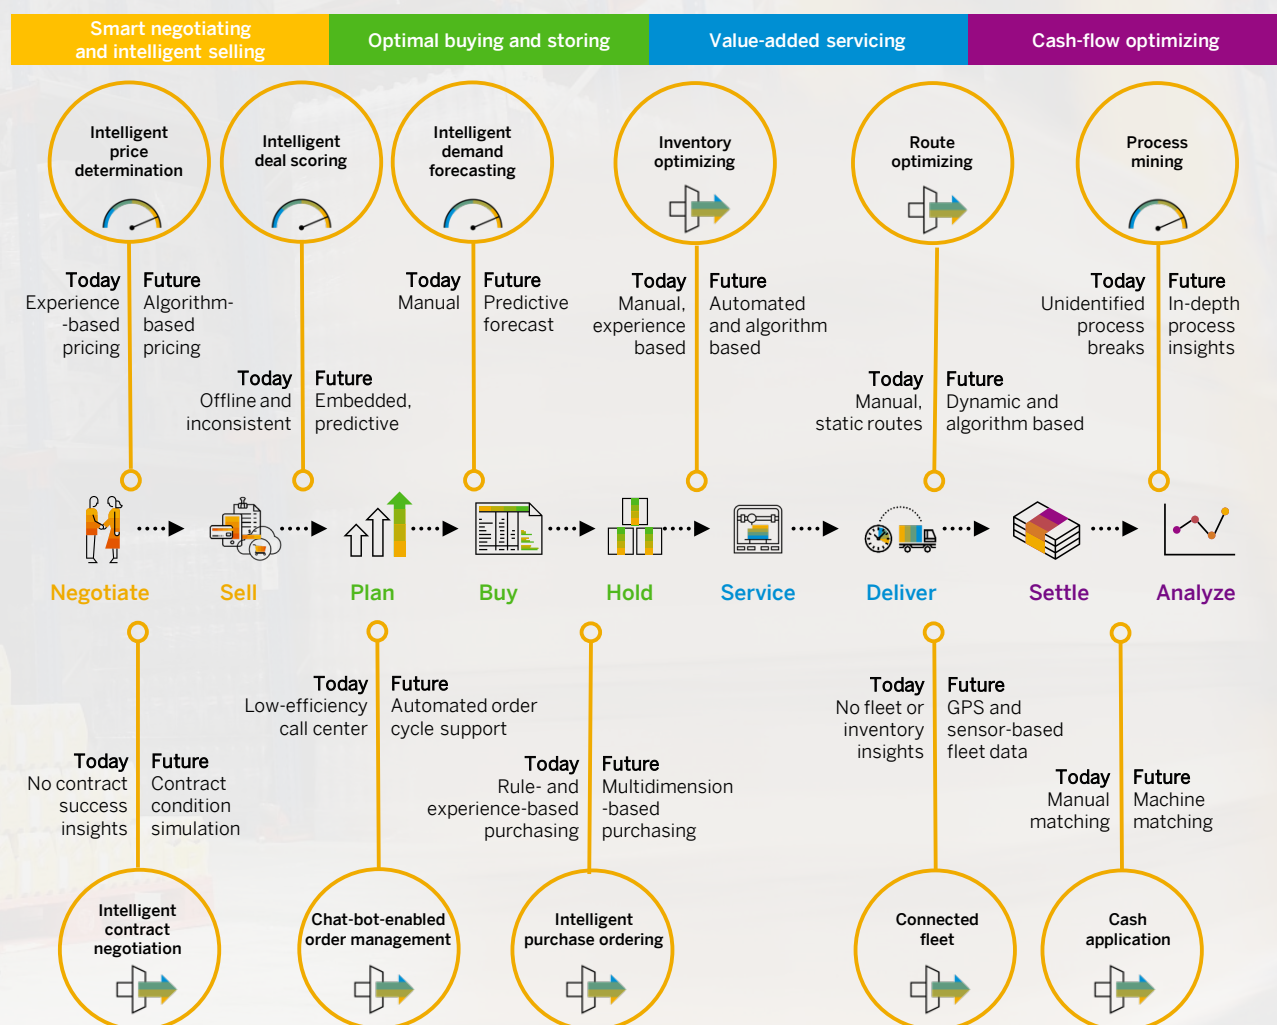 Smart negotiating
and intelligent selling
Optimal buying and storing
Value-added servicing
Cash-flow optimizing
Intelligent
price
determination
Intelligent
deal scoring
Intelligent
demand
forecasting
Inventory
optimizing
Route
optimizing
Process
mining
Today
Experience
-based
pricing
Future
Algorithm-
based
pricing
Today
Offline and
inconsistent
Future
Embedded,
predictive
Today
Manual
Future
Predictive
forecast
Today
Manual,
experience
based
Future
Automated
and algorithm
based
Today
Manual,
static routes
Future
Dynamic and
algorithm based
Today
Unidentified
process
breaks
Future
In-depth
process
insights
Negotiate
Sell
Plan
Buy
Hold
Service
Deliver
Settle
Analyze
Today
No contract
success
insights
Future
Contract
condition
simulation
Today
Low-efficiency
call center
Future
Automated order
cycle support
Today
Rule- and
experience-based
purchasing
Future
Multidimension
-based
purchasing
Today
No fleet or
inventory
insights
Future
GPS and
sensor-based
fleet data
Today
Manual
matching
Future
Machine
matching
Intelligent
contract
negotiation
Chat-bot-enabled
order management
Intelligent
purchase ordering
Connected
fleet
Cash
application